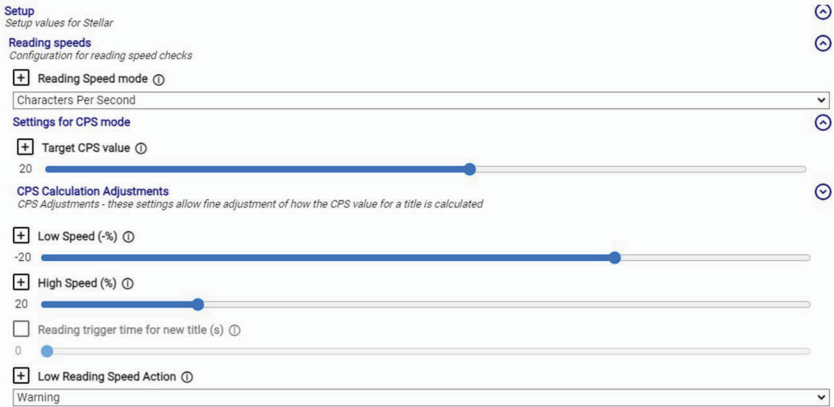 Setup
Setup values for Stellar
Reading speeds
Configuration for reading speed checks
Reading Speed mode
Characters Per Second
Settings for CPS mode
Target CPS value
20
CPS Calculation Adjustments
CPS Adjustments - these settings allow fine adjustment of how the CPS value for a title is calculated
Low Speed (-%)
-20
High Speed (%)
20
Reading trigger time for new title (s)
0
Low Reading Speed Action
Warning